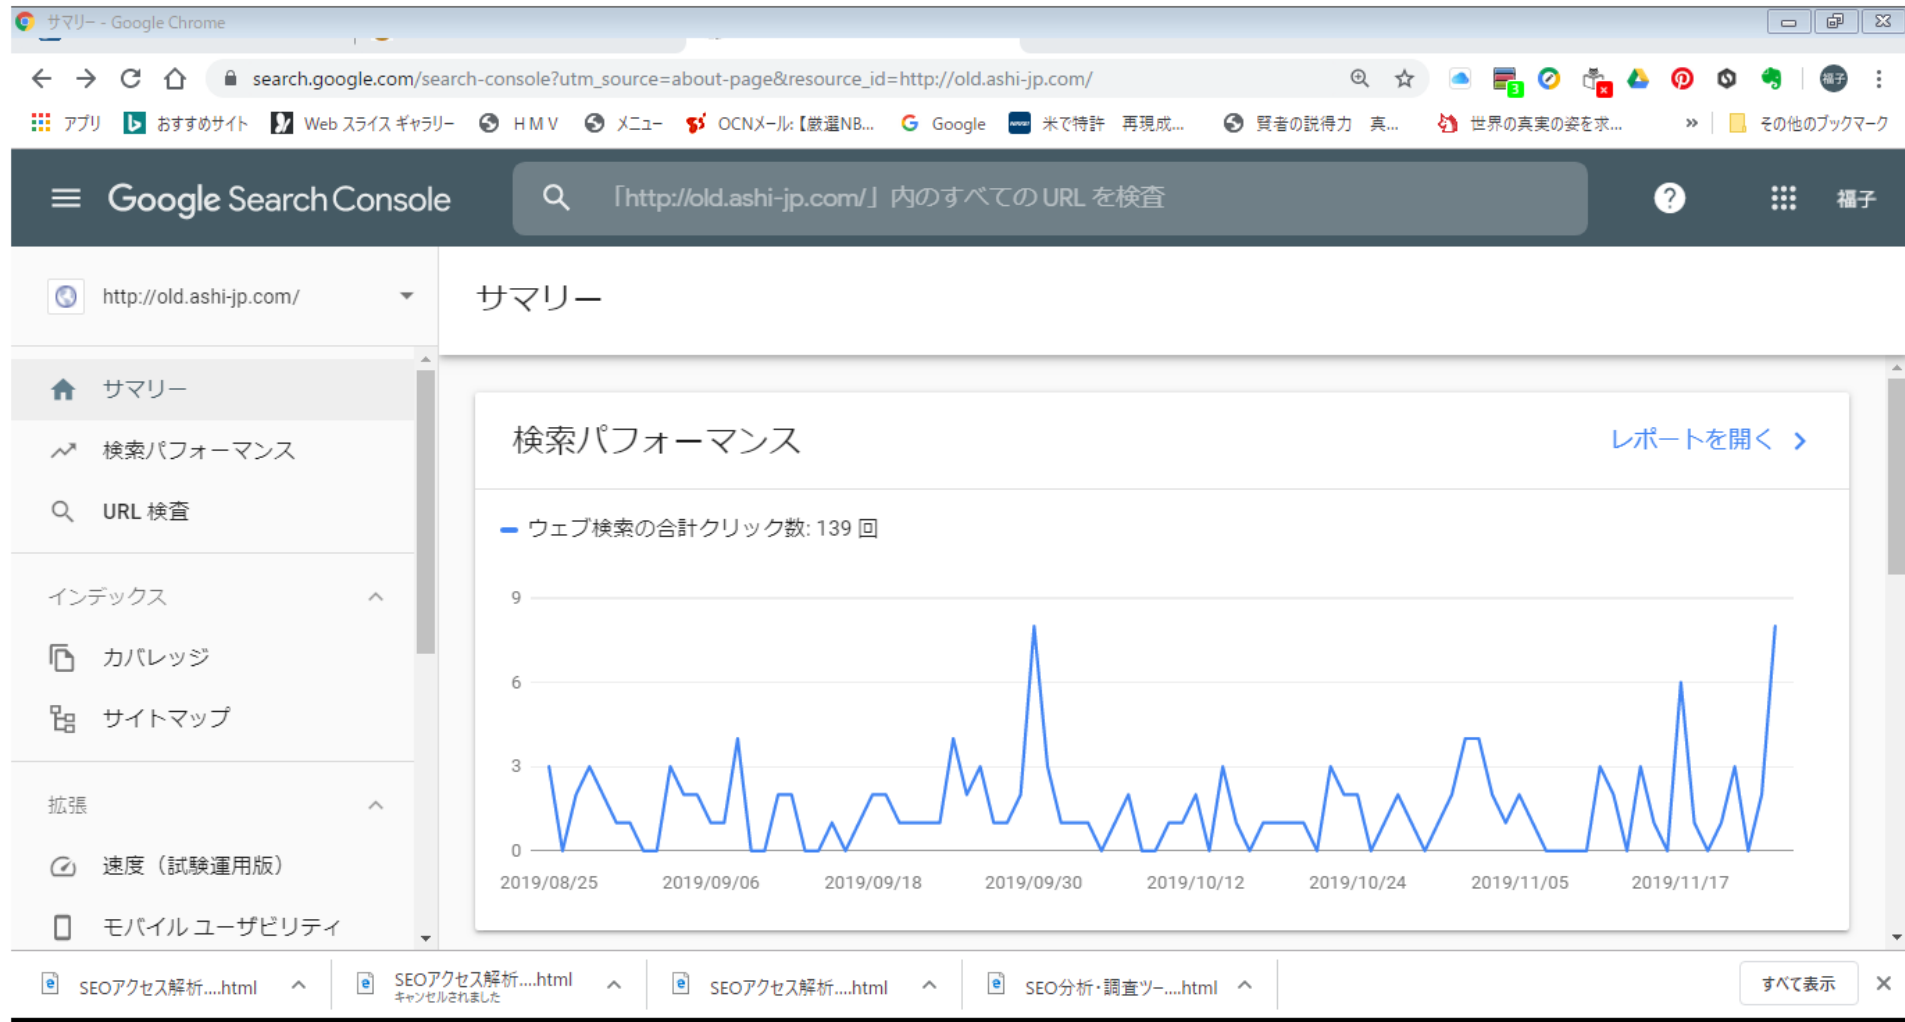 サマリー - Google Chrome
search.google.com/search-console?utm_source=about-page&resource_id=http://old.ashi-jp.com/
3
福子
アプリ おすすめサイト Web スライス ギャラリー H M V メニュー OCNメール:【厳選NB... Google 米で特許 再現成... 賢者の説得力 真... 世界の真実の姿を求... » その他のブックマーク
Google Search Console
「http://old.ashi-jp.com/」内のすべての URL を検査
福子
http://old.ashi-jp.com/
サマリー
サマリー
検索パフォーマンス
URL 検査
インデックス
カバレッジ
サイトマップ
拡張
速度（試験運用版）
モバイル ユーザビリティ
検索パフォーマンス
レポートを開く
ウェブ検索の合計クリック数: 139 回
9
6
3
0
2019/08/25 2019/09/06 2019/09/18 2019/09/30 2019/10/12 2019/10/24 2019/11/05 2019/11/17
SEOアクセス解析....html
SEOアクセス解析....html
キャンセルされました
SEOアクセス解析....html
SEO分析・調査ツー....html
すべて表示